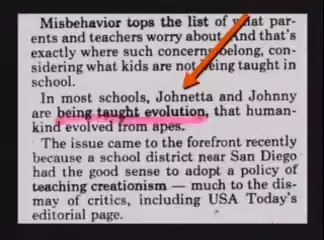 Misbehavior tops the list of what par-
ents and teachers worry about. And that's
exactly where such concerns belong, con-
sidering what kids are not being taught in
school.
In most schools, Johnetta and Johnny
are being taught evolution, that human-
kind evolved from apes.
The issue came to the forefront recently
because a school district near San Diego
had the good sense to adopt a policy of
teaching creationism — much to the dis-
may of critics, including USA Today's
editorial page.